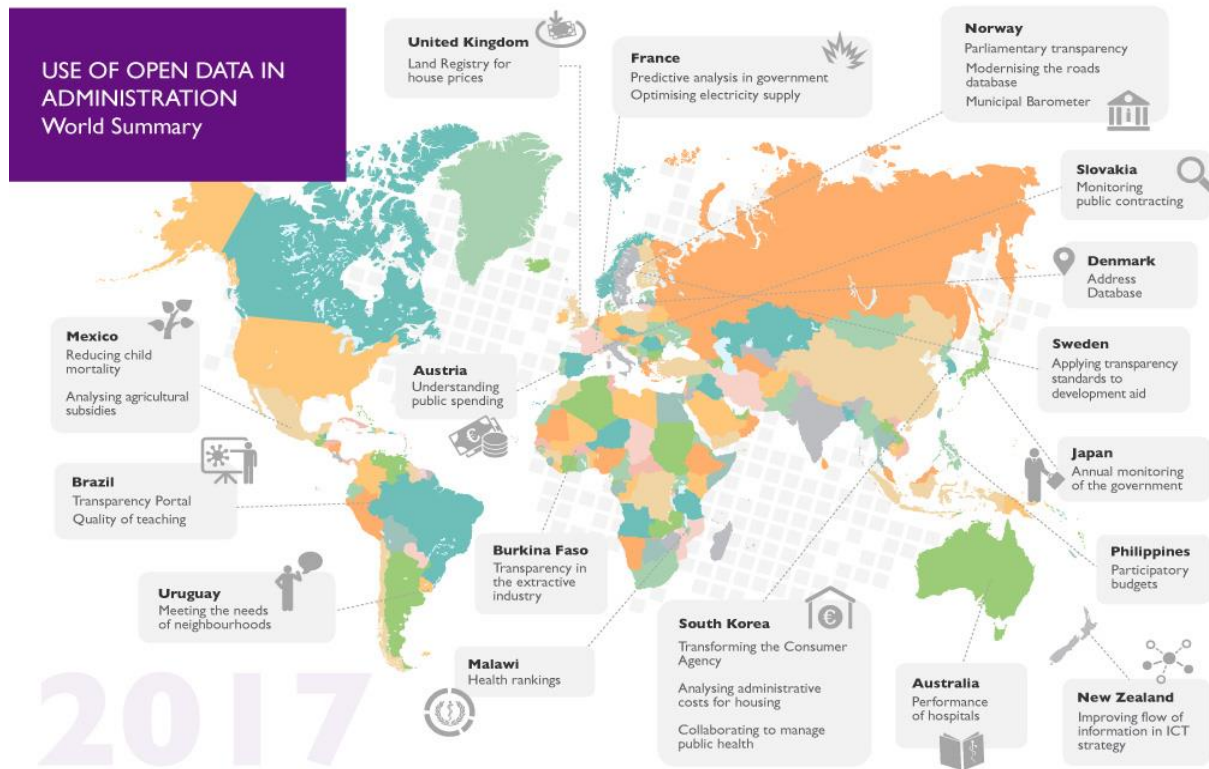 USE OF OPEN DATA IN
ADMINISTRATION
World Summary
United Kingdom
Land Registry for
house prices
France
Predictive analysis in government
Optimising electricity supply
Norway
Parliamentary transparency
Modernising the roads
database
Municipal Barometer
Slovakia
Monitoring
public contracting
Denmark
Address
Database
Mexico
Reducing child
mortality
Analysing agricultural
subsidies
Austria
Understanding
public spending
€
Sweden
Applying transparency
standards to
development aid
Brazil
Transparency Portal
Quality of teaching
Japan
Annual monitoring
of the government
Burkina Faso
Transparency in
the extractive
industry
Philippines
Participatory
budgets
Uruguay
Meeting the needs
of neighbourhoods
South Korea
€
Transforming the Consumer
Agency
Analysing administrative
costs for housing
Collaborating to manage
public health
Malawi
Health rankings
Australia
Performance
of hospitals
New Zealand
Improving flow of
information in ICT
strategy
2017